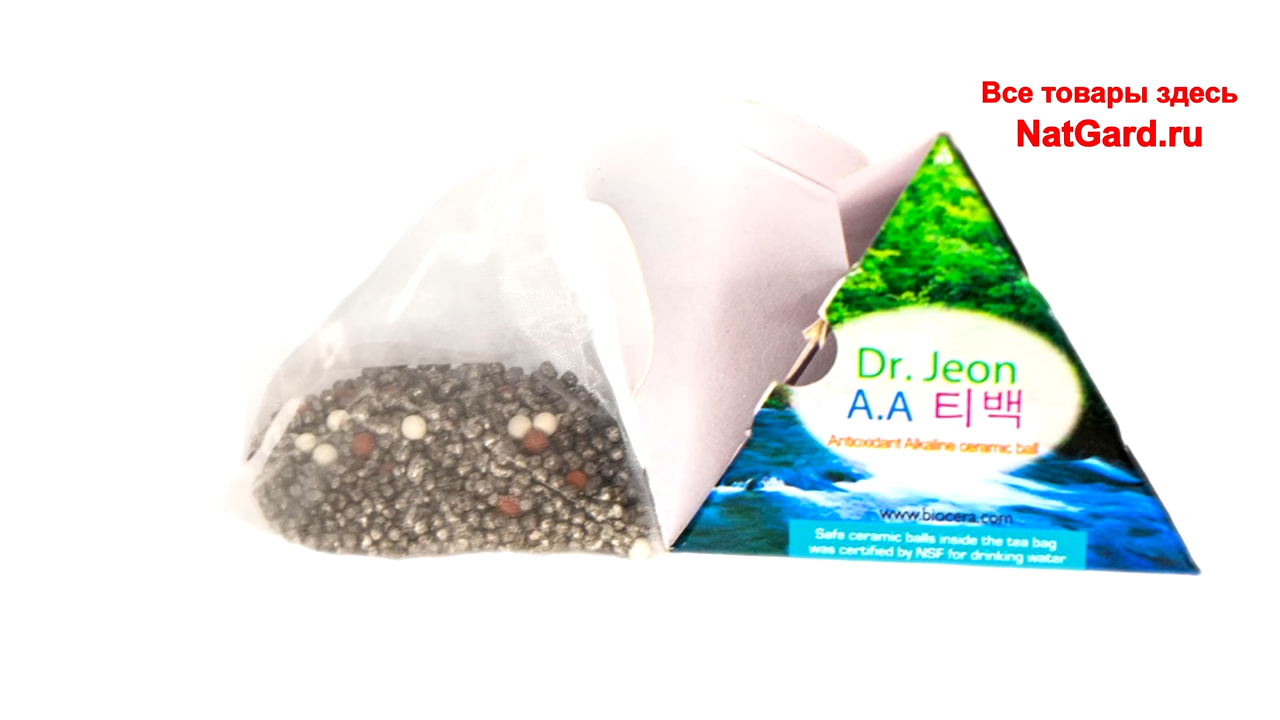 Все товары здесь
NatGard.ru
Dr. Jeon
A.A 티백
Antioxidant Alkaline ceramic ball
www.biocera.com
Safe ceramic balls inside the tea bag
was certified by NSF for drinking water